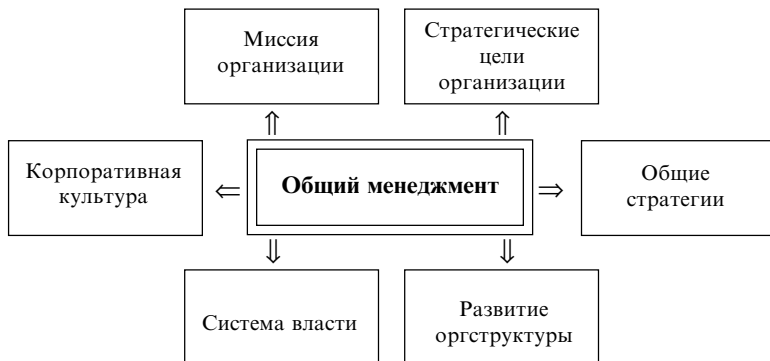 Миссия
организации
Стратегические
цели
организации
Корпоративная
культура
Общий менеджмент
Общие
стратегии
Система власти
Развитие
оргструктуры